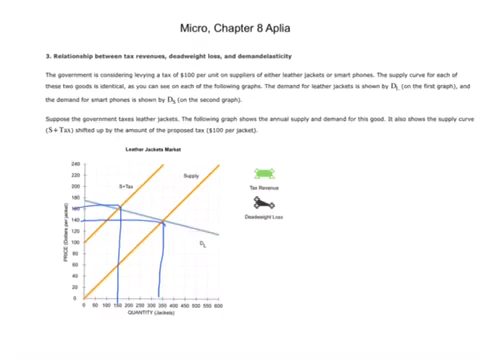 Micro, Chapter 8 Aplia
3. Relationship between tax revenues, deadweight loss, and demandelasticity
The government is considering levying a tax of $100 per unit on suppliers of either leather jackets or smart phones. The supply curve for each of
these two goods is identical, as you can see on each of the following graphs. The demand for leather jackets is shown by DL (on the first graph), and
the demand for smart phones is shown by DS (on the second graph).
Suppose the government taxes leather jackets. The following graph shows the annual supply and demand for this good. It also shows the supply curve
(S+Tax) shifted up by the amount of the proposed tax ($100 per jacket).
Leather Jackets Market
240
220
200
180
160
140
120
100
80
60
40
20
0
PRICE (Dollars per jacket)
S+Tax
Supply
DL
0 50 100 150 200 250 300 350 400 450 500 550 600
QUANTITY (Jackets)
Tax Revenue
Deadweight Loss